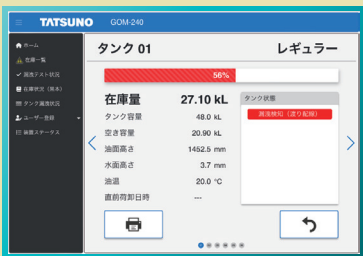 TATSUNO GOM-240
ホーム
在庫一覧
漏洩テスト状況
在庫状況（帳本）
タンク漏洩状況
ユーザー登録
装置ステータス
タンク 01 レギュラー
56%
在庫量 27.10 kL
タンク容量 48.0 kL
空き容量 20.90 kL
油面高さ 1452.5 mm
水面高さ 3.7 mm
油温 20.0 ℃
直前荷卸日時 ---
タンク状態
漏洩検知（渡り配線）